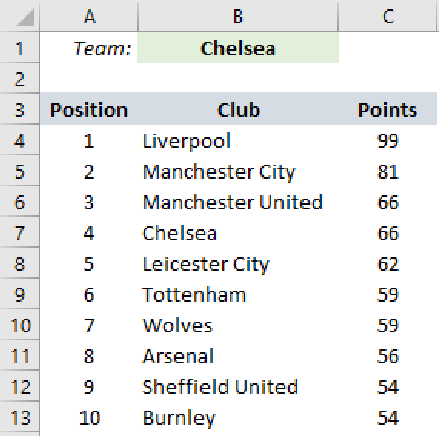 A B C
1 Team: Chelsea
2
3 Position Club Points
4 1 Liverpool 99
5 2 Manchester City 81
6 3 Manchester United 66
7 4 Chelsea 66
8 5 Leicester City 62
9 6 Tottenham 59
10 7 Wolves 59
11 8 Arsenal 56
12 9 Sheffield United 54
13 10 Burnley 54